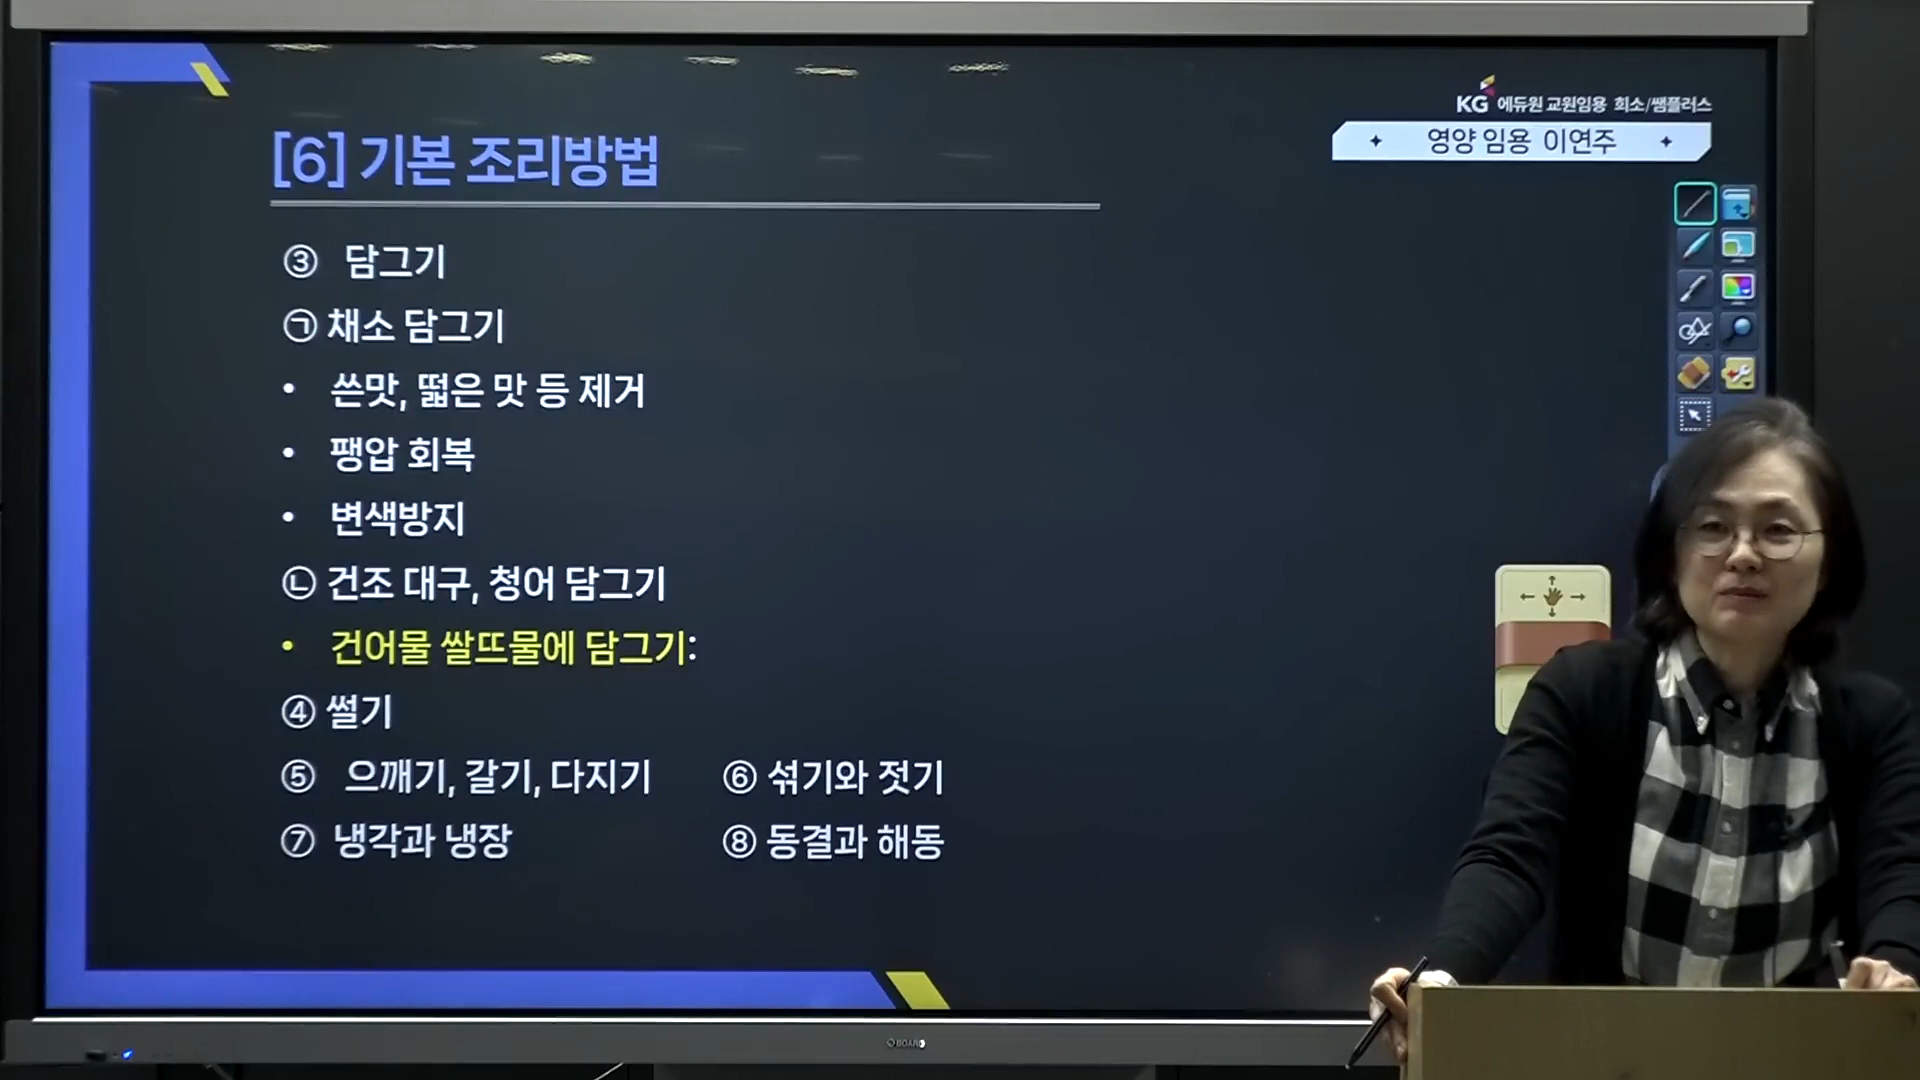 KG 에듀원 교원임용 희소/쌤플러스
영양 임용 이연주
[6] 기본 조리방법
③ 담그기
㉠ 채소 담그기
• 쓴맛, 떫은 맛 등 제거
• 팽압 회복
• 변색방지
㉡ 건조 대구, 청어 담그기
• 건어물 쌀뜨물에 담그기:
④ 썰기
⑤ 으깨기, 갈기, 다지기 ⑥ 섞기와 젓기
⑦ 냉각과 냉장 ⑧ 동결과 해동